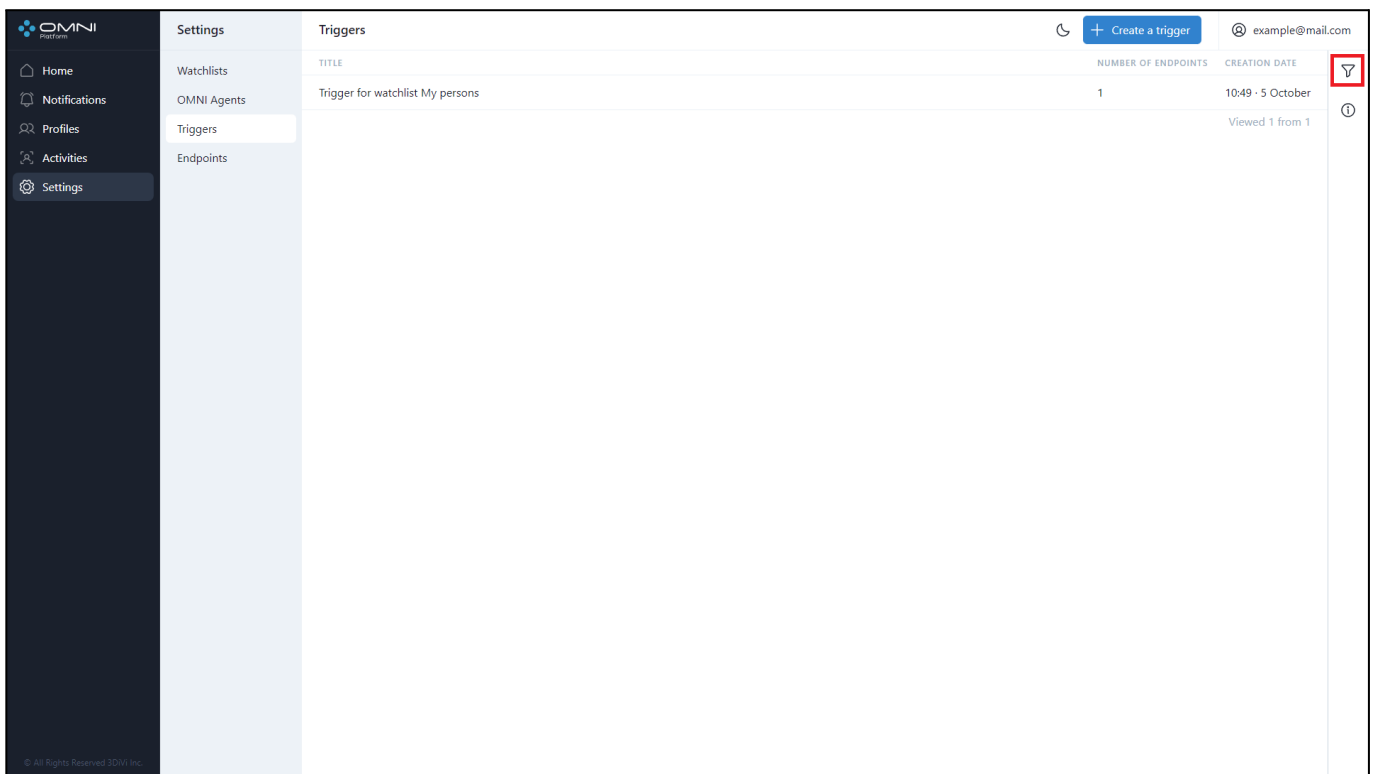 OMNI
Platform
Home
Notifications
Profiles
Activities
Settings
© All Rights Reserved 3DiVi Inc.
Settings
Watchlists
OMNI Agents
Triggers
Endpoints
Triggers
Create a trigger
example@mail.com
TITLE NUMBER OF ENDPOINTS CREATION DATE
Trigger for watchlist My persons 1 10:49 · 5 October
Viewed 1 from 1